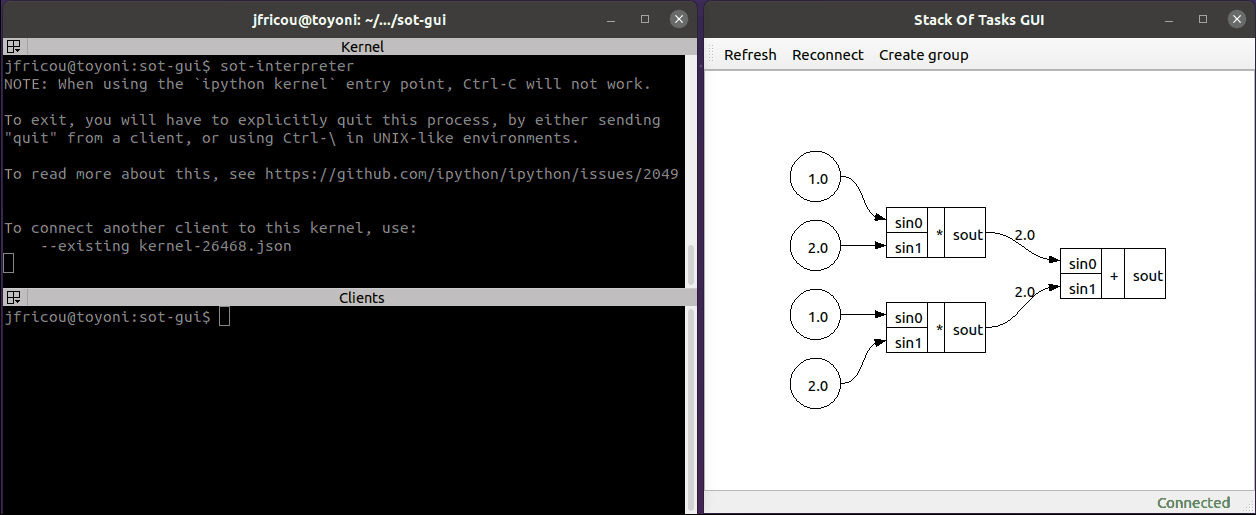 jfricou@toyoni: ~/.../sot-gui
Kernel
jfricou@toyoni:sot-gui$ sot-interpreter
NOTE: When using the `ipython kernel` entry point, Ctrl-C will not work.
To exit, you will have to explicitly quit this process, by either sending
"quit" from a client, or using Ctrl-\ in UNIX-like environments.
To read more about this, see https://github.com/ipython/ipython/issues/2049
To connect another client to this kernel, use:
--existing kernel-26468.json
Clients
jfricou@toyoni:sot-gui$
Stack Of Tasks GUI
Refresh Reconnect Create group
1.0
2.0
sin0
sin1
*
sout
2.0
1.0
2.0
sin0
sin1
*
sout
2.0
sin0
sin1
+
sout
Connected